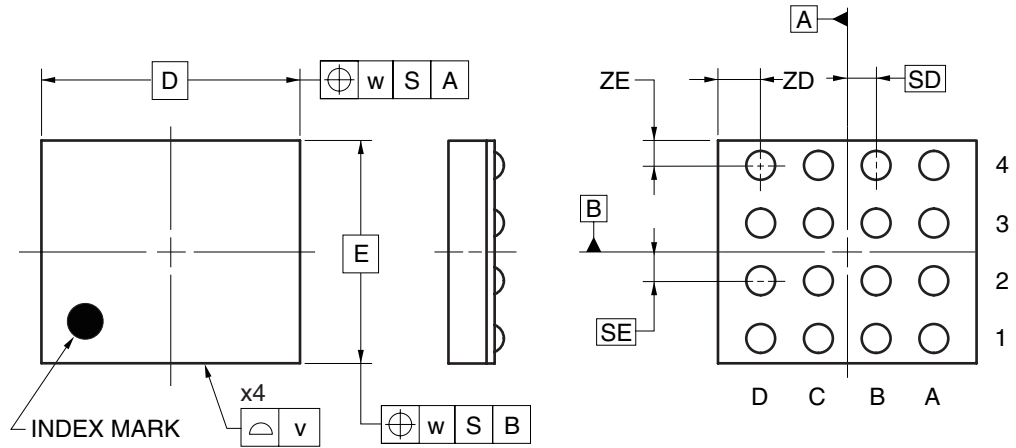 A
D
⌖ w S A
ZE
ZD
SD
4
B
3
E
2
SE
1
x4
D C B A
INDEX MARK
⌓ v
⌖ w S B